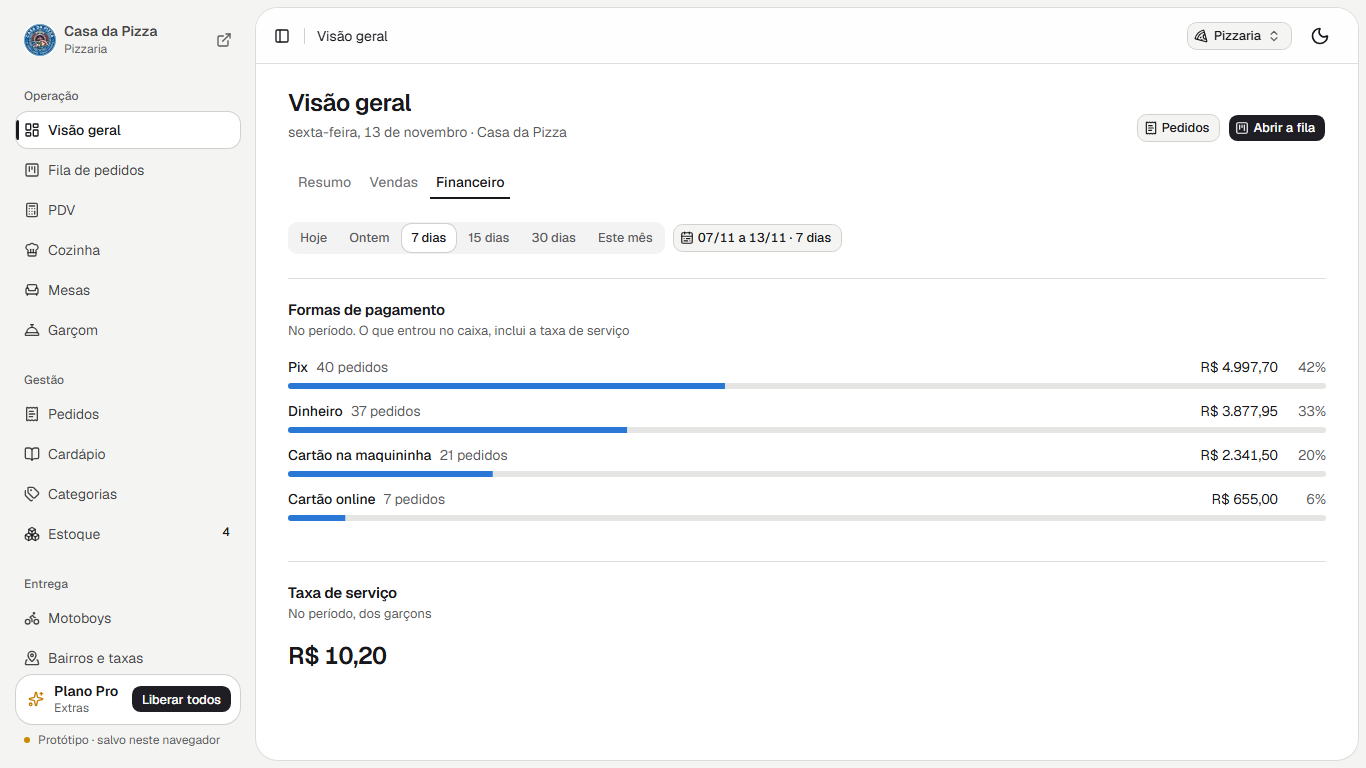 Casa da Pizza
Pizzaria
Operação
Visão geral
Fila de pedidos
PDV
Cozinha
Mesas
Garçom
Gestão
Pedidos
Cardápio
Categorias
Estoque 4
Entrega
Motoboys
Bairros e taxas
Plano Pro
Extras
Liberar todos
Protótipo · salvo neste navegador
Visão geral
Pizzaria
Visão geral
sexta-feira, 13 de novembro · Casa da Pizza
Pedidos
Abrir a fila
Resumo Vendas Financeiro
Hoje Ontem 7 dias 15 dias 30 dias Este mês 07/11 a 13/11 · 7 dias
Formas de pagamento
No período. O que entrou no caixa, inclui a taxa de serviço
Pix 40 pedidos R$ 4.997,70 42%
Dinheiro 37 pedidos R$ 3.877,95 33%
Cartão na maquininha 21 pedidos R$ 2.341,50 20%
Cartão online 7 pedidos R$ 655,00 6%
Taxa de serviço
No período, dos garçons
R$ 10,20